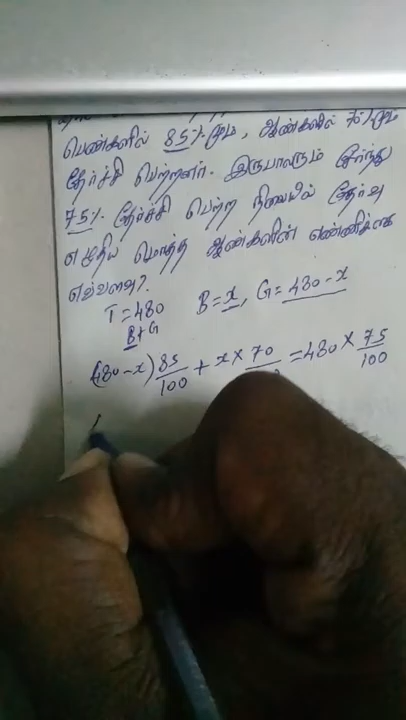 பெண்களில் 85% மும், ஆண்களில் 70% மும்
தேர்ச்சி பெற்றனர். இருபாலரும் சேர்ந்து
75% தேர்ச்சி பெற்ற நிலையில் தேர்வு
எழுதிய மொத்த ஆண்களின் எண்ணிக்கை
எவ்வளவு?
T = 480 B = x, G = 480 - x
B + G
(480 - x) 85/100 + x × 70 = 480 × 75/100